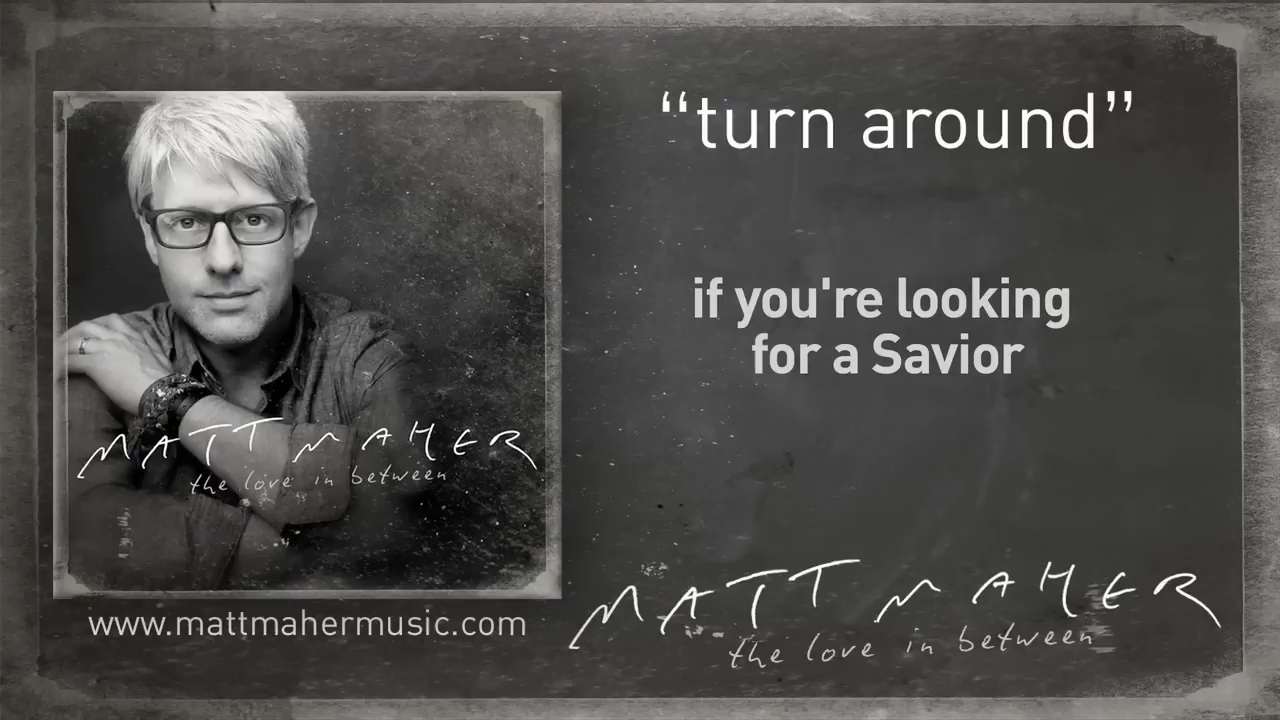 MATT MAHER
the love in between
www.mattmahermusic.com
“turn around”
if you're looking
for a Savior
MATT MAHER
the love in between